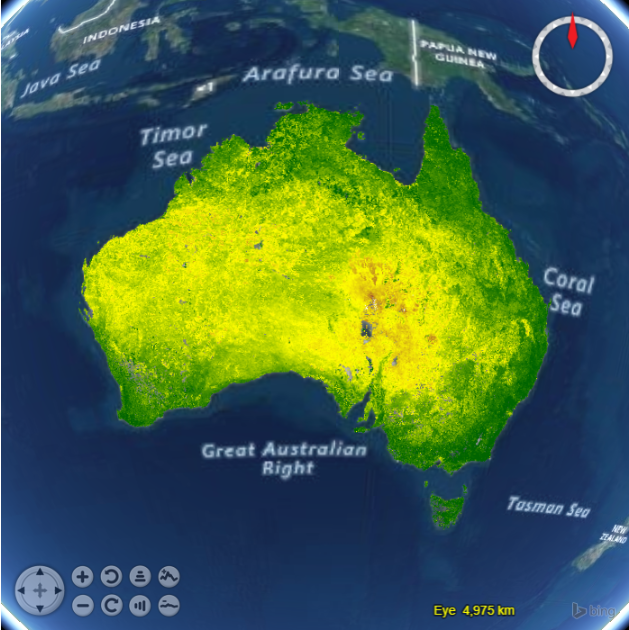 INDONESIA
PAPUA NEW
GUINEA
Java Sea
Arafura Sea
Timor
Sea
Coral
Sea
Great Australian
Bight
Tasman Sea
NEW
ZEALAND
Eye 4,975 km
bing